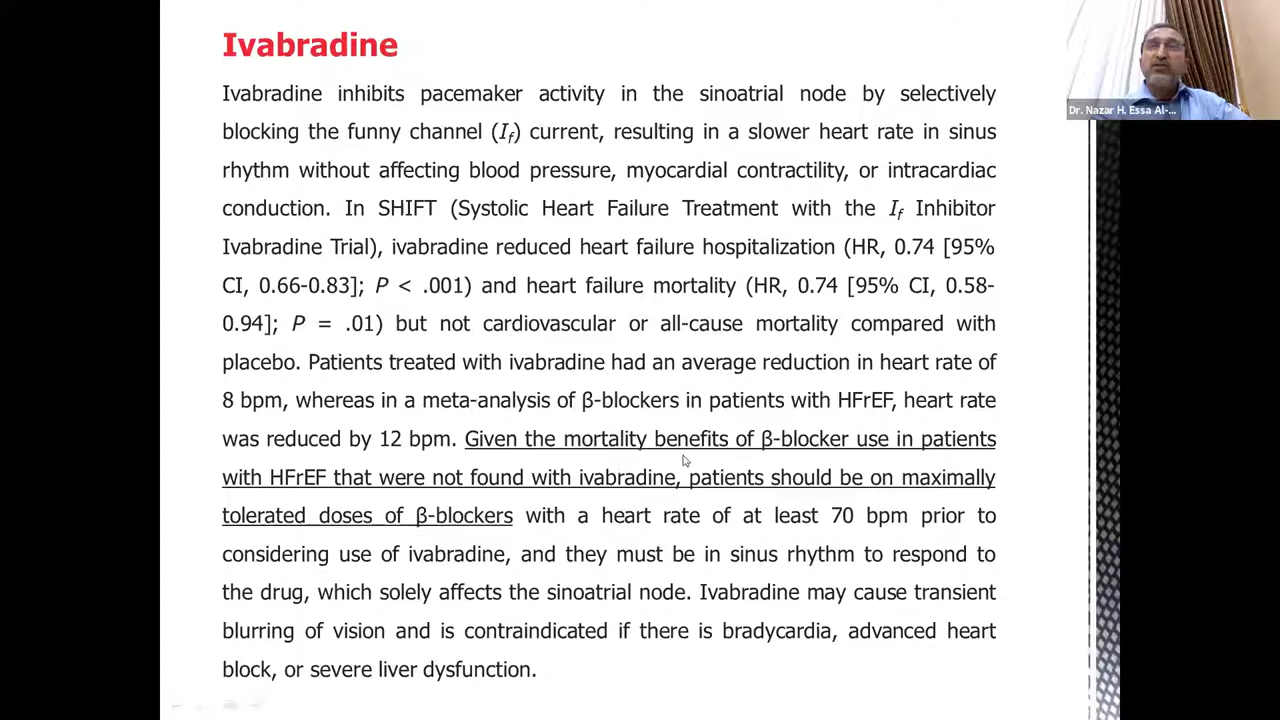 Ivabradine
Dr. Nazar H. Essa Al-...
Ivabradine inhibits pacemaker activity in the sinoatrial node by selectively
blocking the funny channel (If) current, resulting in a slower heart rate in sinus
rhythm without affecting blood pressure, myocardial contractility, or intracardiac
conduction. In SHIFT (Systolic Heart Failure Treatment with the If Inhibitor
Ivabradine Trial), ivabradine reduced heart failure hospitalization (HR, 0.74 [95%
CI, 0.66-0.83]; P < .001) and heart failure mortality (HR, 0.74 [95% CI, 0.58-
0.94]; P = .01) but not cardiovascular or all-cause mortality compared with
placebo. Patients treated with ivabradine had an average reduction in heart rate of
8 bpm, whereas in a meta-analysis of β-blockers in patients with HFrEF, heart rate
was reduced by 12 bpm. Given the mortality benefits of β-blocker use in patients
with HFrEF that were not found with ivabradine, patients should be on maximally
tolerated doses of β-blockers with a heart rate of at least 70 bpm prior to
considering use of ivabradine, and they must be in sinus rhythm to respond to
the drug, which solely affects the sinoatrial node. Ivabradine may cause transient
blurring of vision and is contraindicated if there is bradycardia, advanced heart
block, or severe liver dysfunction.